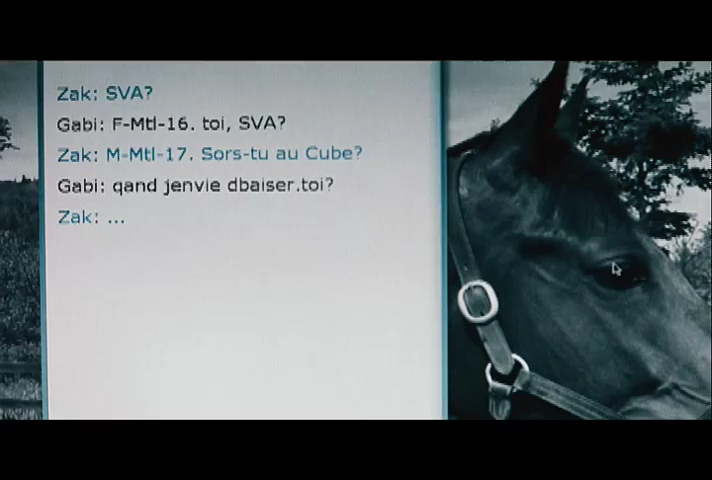 Zak: SVA?
Gabi: F-Mtl-16. toi, SVA?
Zak: M-Mtl-17. Sors-tu au Cube?
Gabi: qand jenvie dbaiser.toi?
Zak: ...